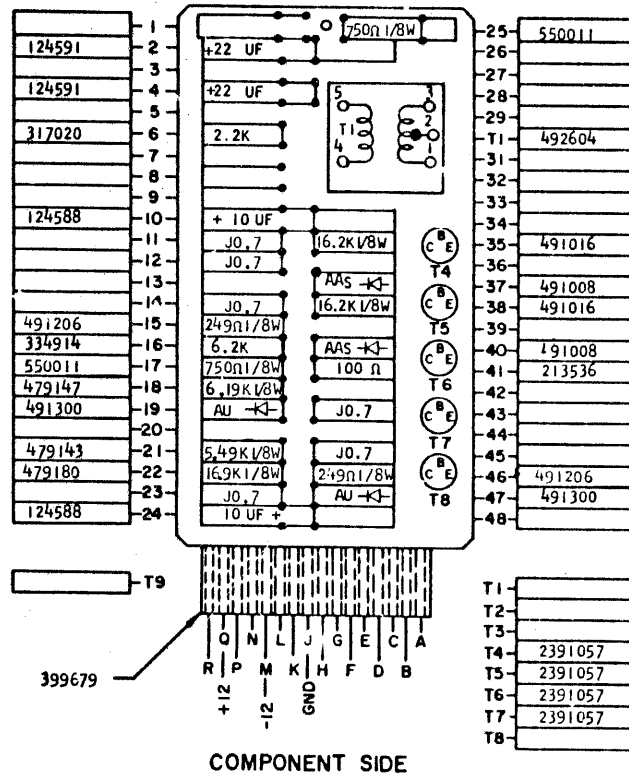 1
25 550011
750Ω 1/8W
124591 2 +22 UF 26
3 27
124591 4 +22 UF 28
5 29
5 3
T1 2
4 1
317020 6 2.2K T1 492604
7 31
8 32
9 33
124588 10 + 10 UF 34
11 J0.7 16.2K 1/8W 35 491016
C B E
T4
12 J0.7 36
13 AAS 37 491008
14 J0.7 16.2K 1/8W 38 491016
C B E
T5
491206 15 249Ω 1/8W 39
334914 16 6.2K AAS 40 491008
550011 17 750Ω 1/8W 100 Ω 41 213536
C B E
T6
479147 18 6.19K 1/8W 42
491300 19 AU J0.7 43
C B E
T7
20 44
479143 21 5.49K 1/8W J0.7 45
479180 22 16.9K 1/8W 249Ω 1/8W 46 491206
C B E
T8
23 J0.7 AU 47 491300
124588 24 10 UF + 48
T9
T1
T2
T3
T4 2391057
T5 2391057
T6 2391057
T7 2391057
T8
R Q P N M L K J H G F E D C B A
+12 -12 GND
399679
COMPONENT SIDE